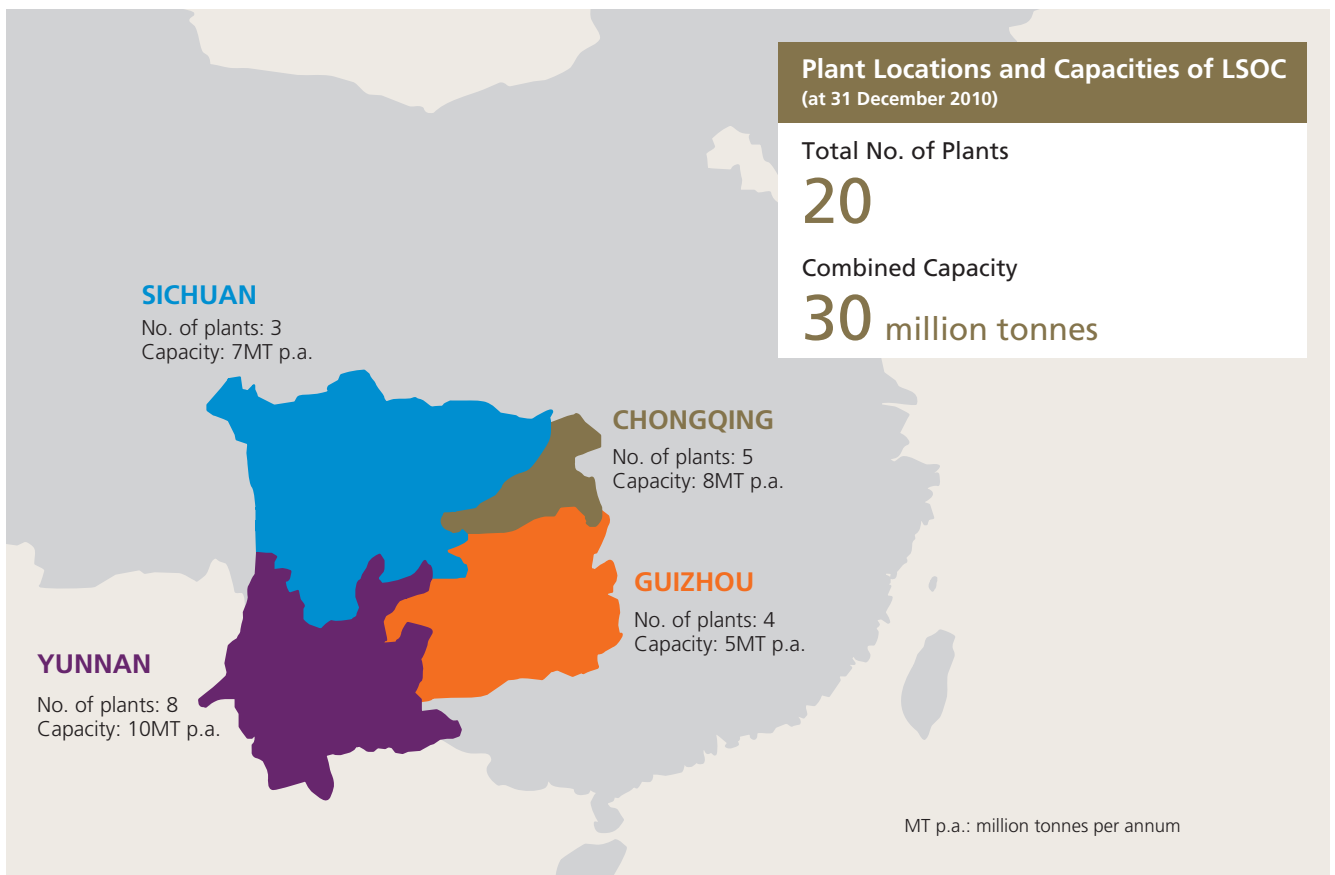 Plant Locations and Capacities of LSOC
(at 31 December 2010)
Total No. of Plants
20
Combined Capacity
30 million tonnes
SICHUAN
No. of plants: 3
Capacity: 7MT p.a.
CHONGQING
No. of plants: 5
Capacity: 8MT p.a.
GUIZHOU
No. of plants: 4
Capacity: 5MT p.a.
YUNNAN
No. of plants: 8
Capacity: 10MT p.a.
MT p.a.: million tonnes per annum